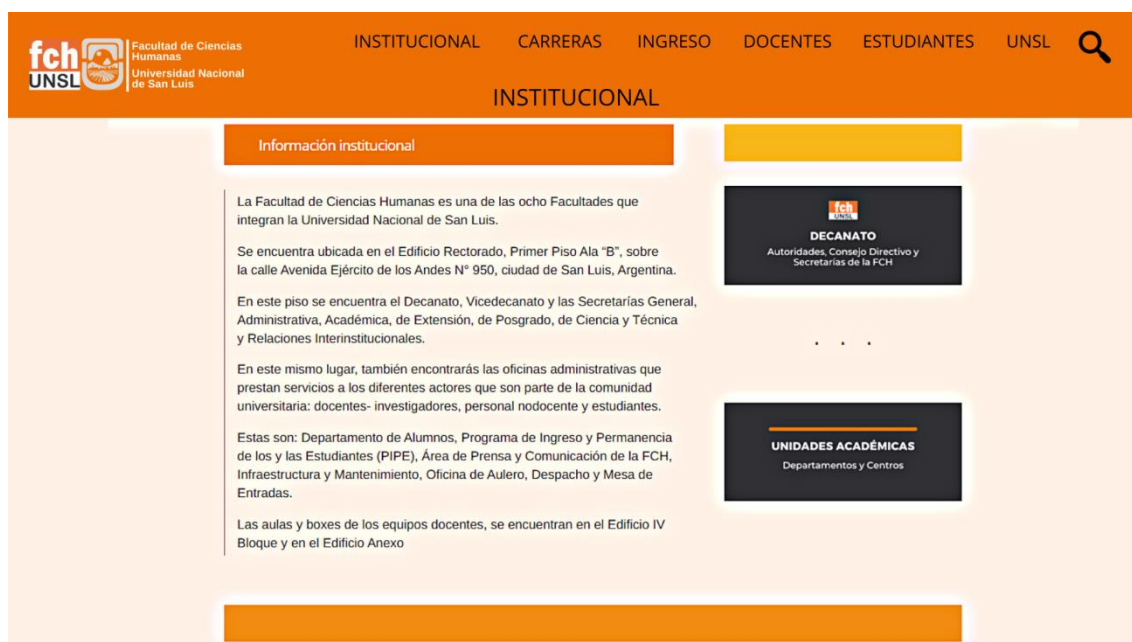 fch
UNSL
Facultad de Ciencias
Humanas
Universidad Nacional
de San Luis
INSTITUCIONAL CARRERAS INGRESO DOCENTES ESTUDIANTES UNSL
INSTITUCIONAL
Información institucional
La Facultad de Ciencias Humanas es una de las ocho Facultades que
integran la Universidad Nacional de San Luis.
Se encuentra ubicada en el Edificio Rectorado, Primer Piso Ala “B”, sobre
la calle Avenida Ejército de los Andes N° 950, ciudad de San Luis, Argentina.
En este piso se encuentra el Decanato, Vicedecanato y las Secretarías General,
Administrativa, Académica, de Extensión, de Posgrado, de Ciencia y Técnica
y Relaciones Interinstitucionales.
En este mismo lugar, también encontrarás las oficinas administrativas que
prestan servicios a los diferentes actores que son parte de la comunidad
universitaria: docentes- investigadores, personal nodocente y estudiantes.
Estas son: Departamento de Alumnos, Programa de Ingreso y Permanencia
de los y las Estudiantes (PIPE), Área de Prensa y Comunicación de la FCH,
Infraestructura y Mantenimiento, Oficina de Aulero, Despacho y Mesa de
Entradas.
Las aulas y boxes de los equipos docentes, se encuentran en el Edificio IV
Bloque y en el Edificio Anexo
fch
UNSL
DECANATO
Autoridades, Consejo Directivo y
Secretarías de la FCH
. . .
UNIDADES ACADÉMICAS
Departamentos y Centros